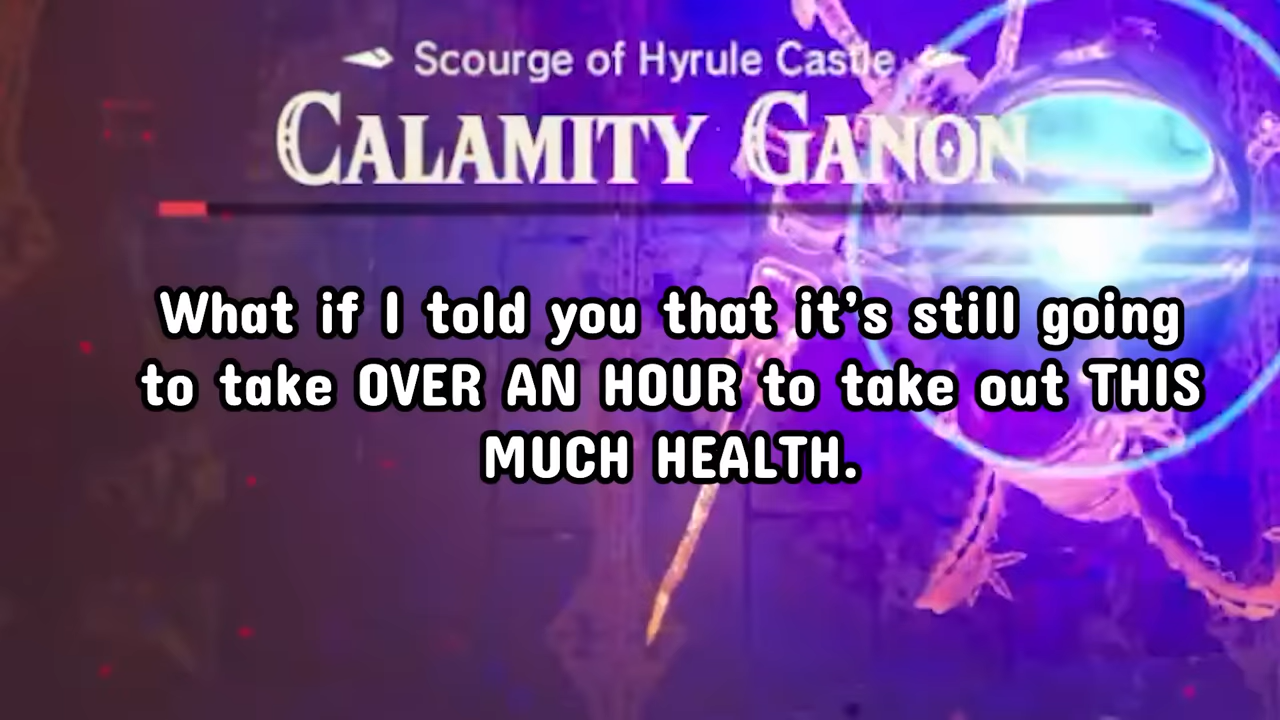 Scourge of Hyrule Castle
CALAMITY GANON
What if I told you that it’s still going
to take OVER AN HOUR to take out THIS
MUCH HEALTH.